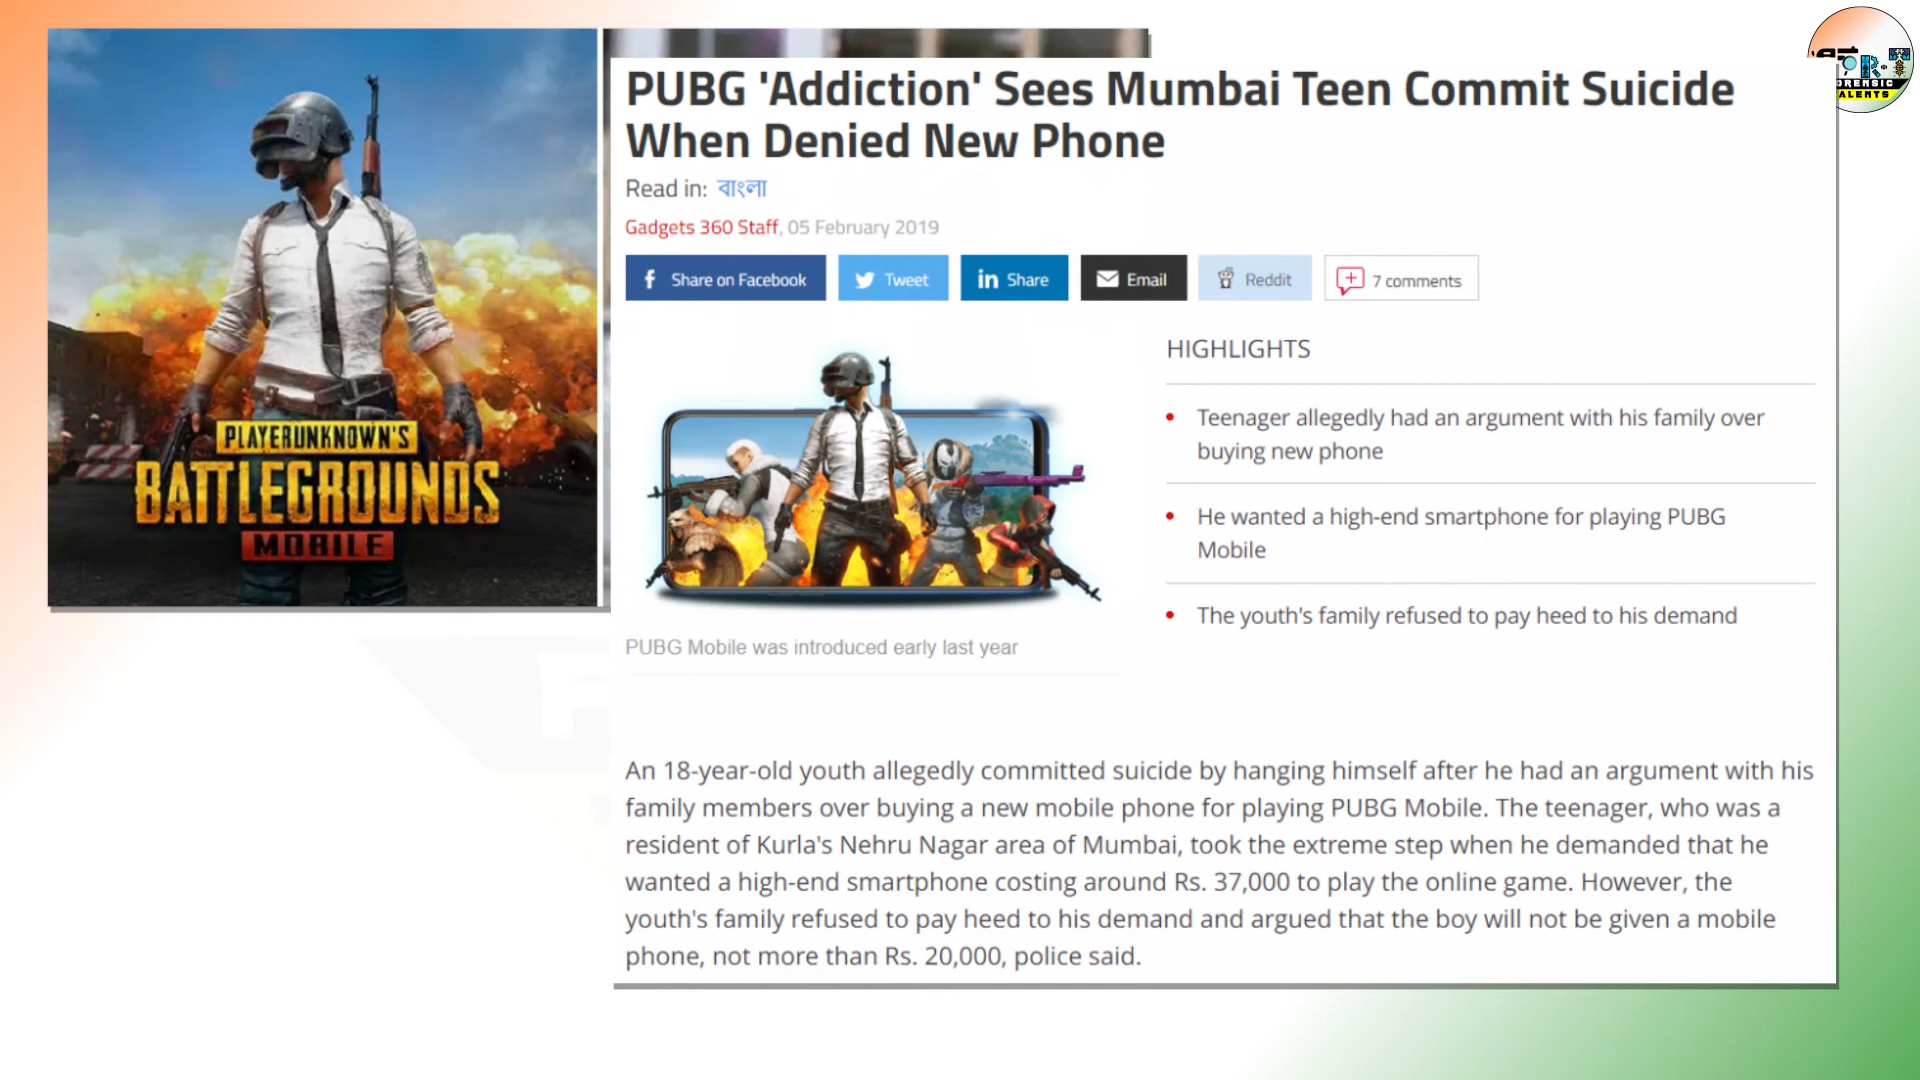 PLAYERUNKNOWN'S
BATTLEGROUNDS
MOBILE
PUBG 'Addiction' Sees Mumbai Teen Commit Suicide
When Denied New Phone
Read in: বাংলা
Gadgets 360 Staff, 05 February 2019
Share on Facebook
Tweet
in Share
Email
Reddit
7 comments
PUBG Mobile was introduced early last year
HIGHLIGHTS
Teenager allegedly had an argument with his family over
buying new phone
He wanted a high-end smartphone for playing PUBG
Mobile
The youth's family refused to pay heed to his demand
An 18-year-old youth allegedly committed suicide by hanging himself after he had an argument with his
family members over buying a new mobile phone for playing PUBG Mobile. The teenager, who was a
resident of Kurla's Nehru Nagar area of Mumbai, took the extreme step when he demanded that he
wanted a high-end smartphone costing around Rs. 37,000 to play the online game. However, the
youth's family refused to pay heed to his demand and argued that the boy will not be given a mobile
phone, not more than Rs. 20,000, police said.